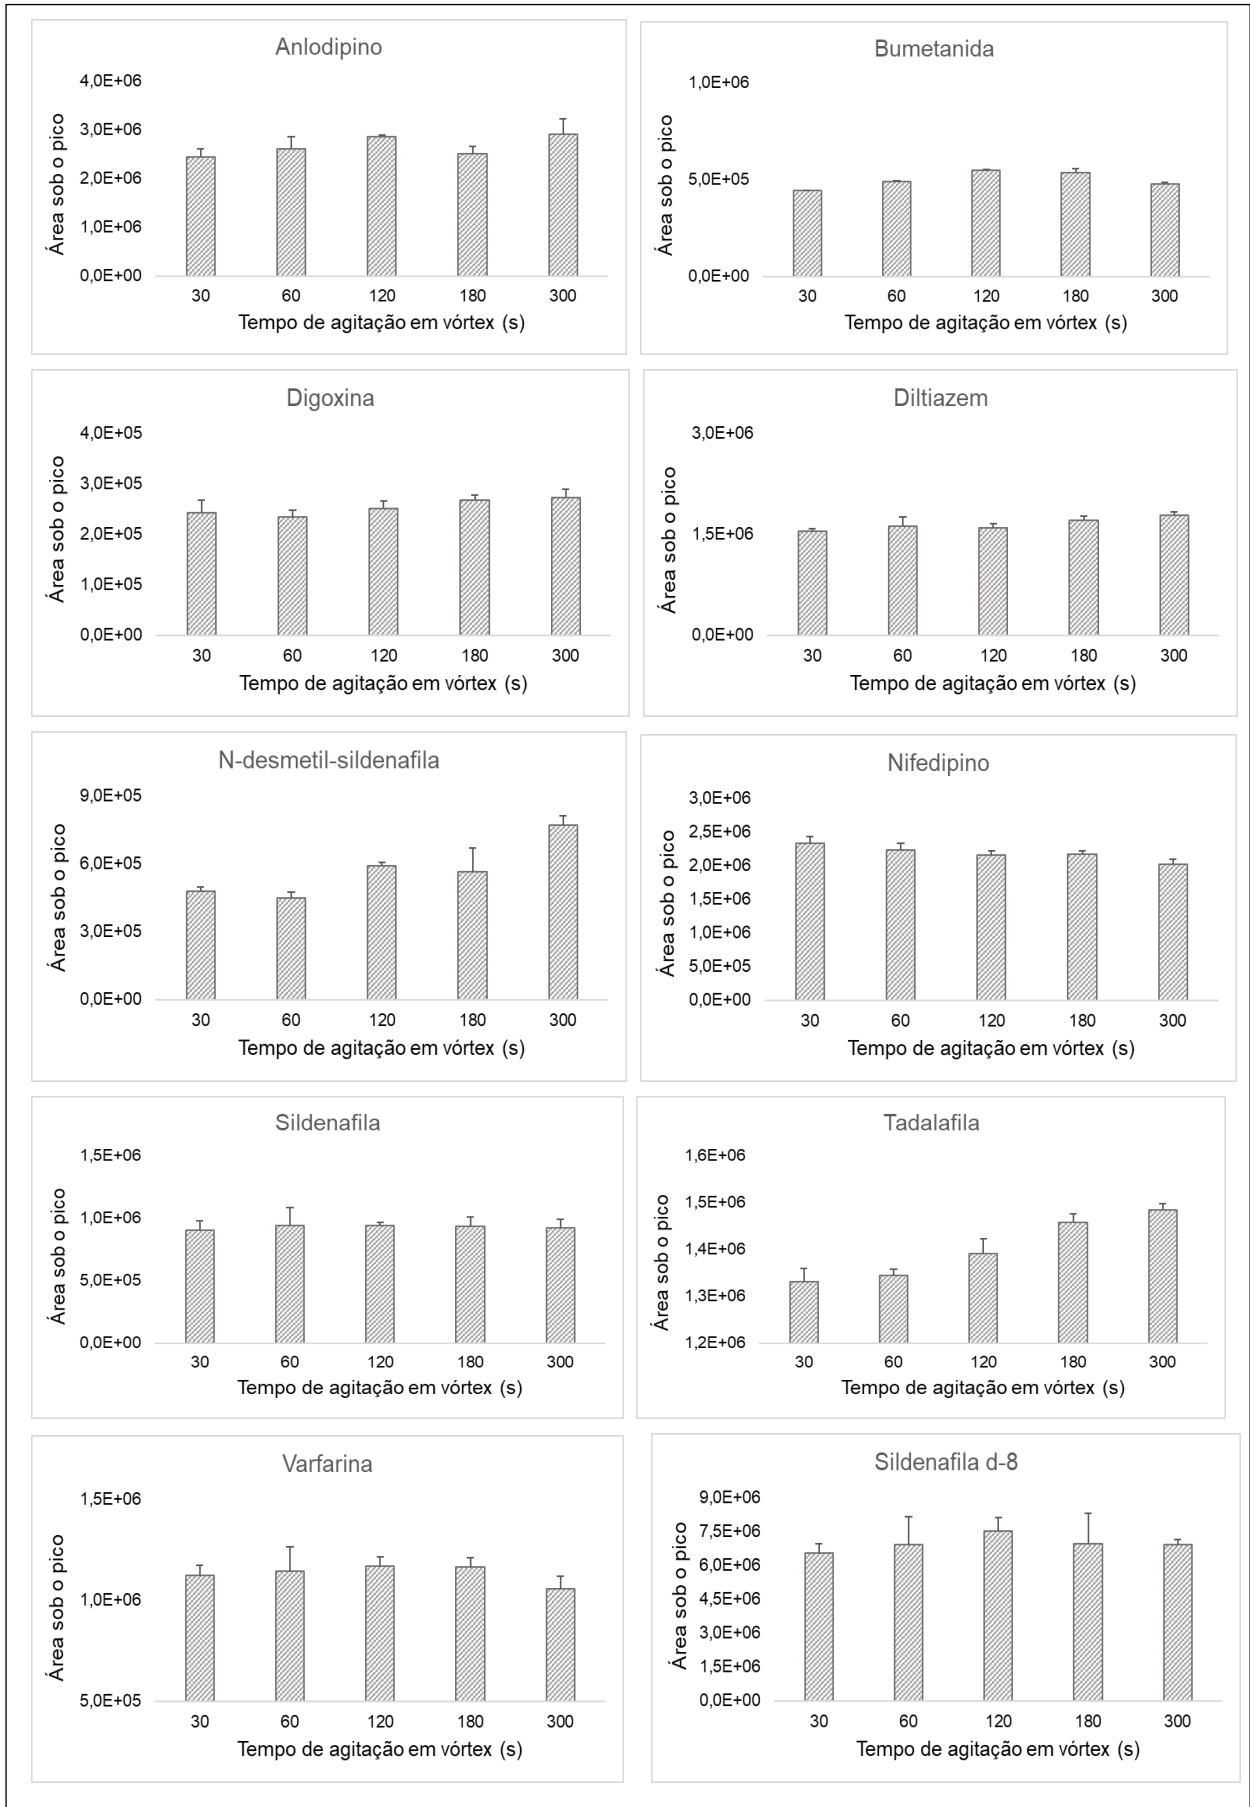 Anlodipino
Área sob o pico
4,0E+06
3,0E+06
2,0E+06
1,0E+06
0,0E+00
30 60 120 180 300
Tempo de agitação em vórtex (s)
Bumetanida
Área sob o pico
1,0E+06
5,0E+05
0,0E+00
30 60 120 180 300
Tempo de agitação em vórtex (s)
Digoxina
Área sob o pico
4,0E+05
3,0E+05
2,0E+05
1,0E+05
0,0E+00
30 60 120 180 300
Tempo de agitação em vórtex (s)
Diltiazem
Área sob o pico
3,0E+06
1,5E+06
0,0E+00
30 60 120 180 300
Tempo de agitação em vórtex (s)
N-desmetil-sildenafila
Área sob o pico
9,0E+05
6,0E+05
3,0E+05
0,0E+00
30 60 120 180 300
Tempo de agitação em vórtex (s)
Nifedipino
Área sob o pico
3,0E+06
2,5E+06
2,0E+06
1,5E+06
1,0E+06
5,0E+05
0,0E+00
30 60 120 180 300
Tempo de agitação em vórtex (s)
Sildenafila
Área sob o pico
1,5E+06
1,0E+06
5,0E+05
0,0E+00
30 60 120 180 300
Tempo de agitação em vórtex (s)
Tadalafila
Área sob o pico
1,6E+06
1,5E+06
1,4E+06
1,3E+06
1,2E+06
30 60 120 180 300
Tempo de agitação em vórtex (s)
Varfarina
Área sob o pico
1,5E+06
1,0E+06
5,0E+05
30 60 120 180 300
Tempo de agitação em vórtex (s)
Sildenafila d-8
Área sob o pico
9,0E+06
7,5E+06
6,0E+06
4,5E+06
3,0E+06
1,5E+06
0,0E+00
30 60 120 180 300
Tempo de agitação em vórtex (s)